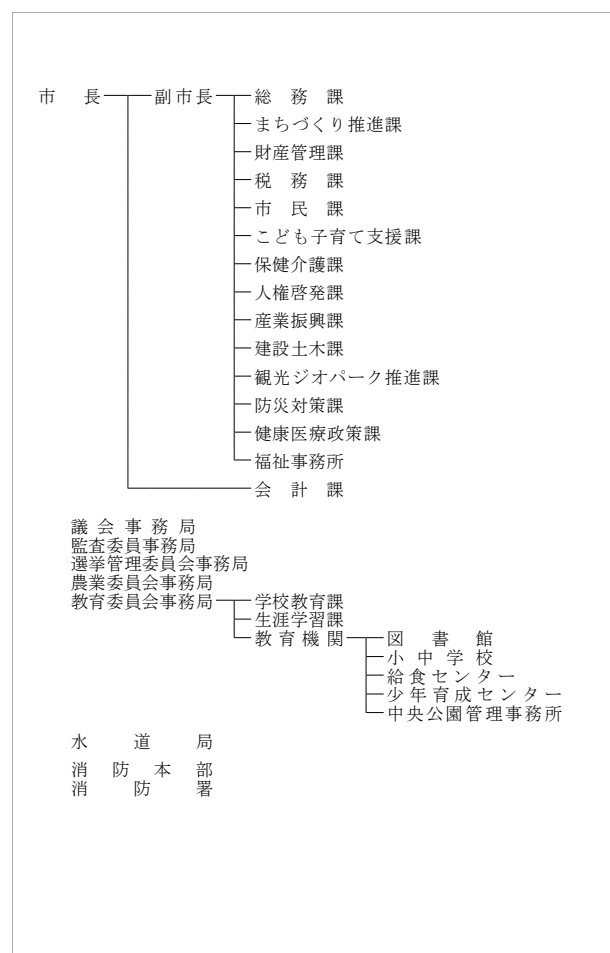 市長 副市長 総務課
まちづくり推進課
財産管理課
税務課
市民課
こども子育て支援課
保健介護課
人権啓発課
産業振興課
建設土木課
観光ジオパーク推進課
防災対策課
健康医療政策課
福祉事務所
会計課
議会事務局
監査委員事務局
選挙管理委員会事務局
農業委員会事務局
教育委員会事務局 学校教育課
生涯学習課
教育機関 図書館
小中学校
給食センター
少年育成センター
中央公園管理事務所
水道局
消防本部
消防署